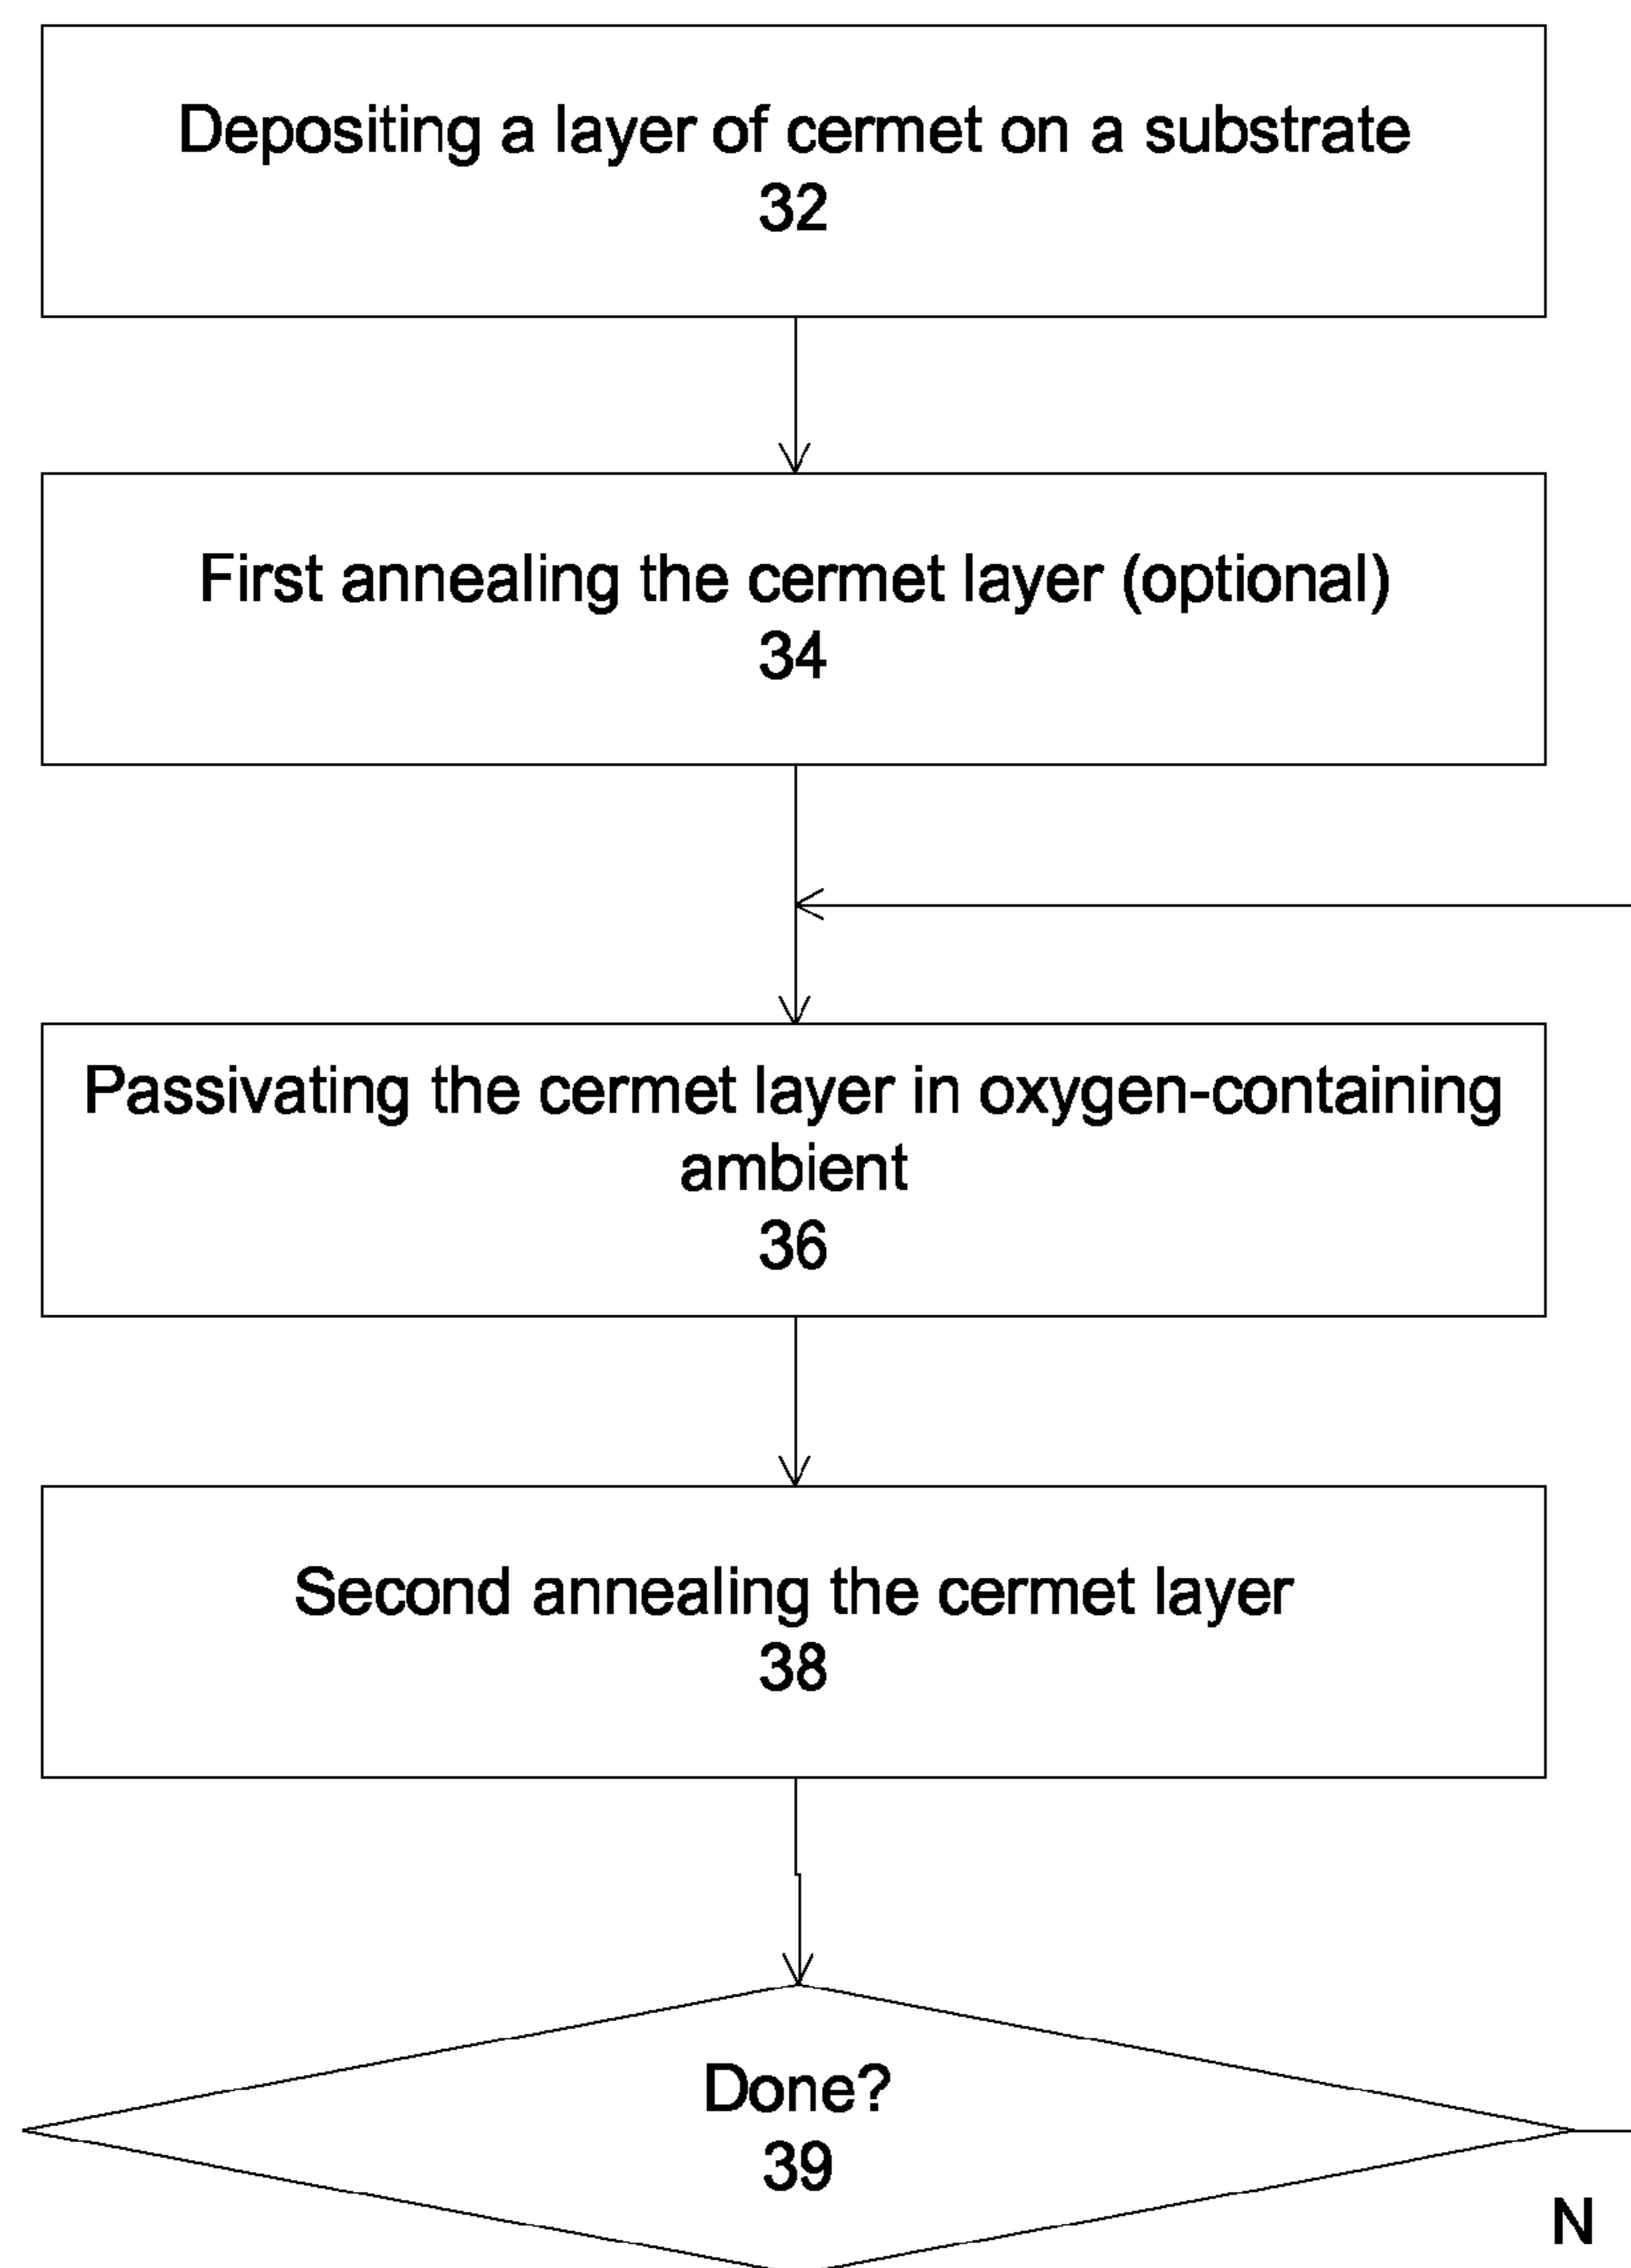 Depositing a layer of cermet on a substrate
32
First annealing the cermet layer (optional)
34
Passivating the cermet layer in oxygen-containing
ambient
36
Second annealing the cermet layer
38
Done?
39
N